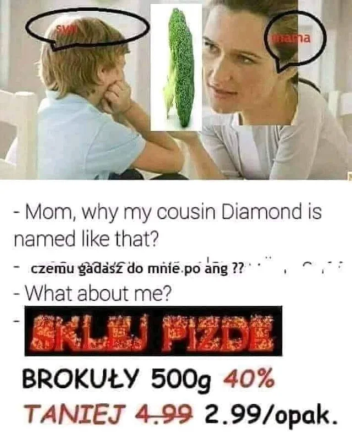 syn
mama
- Mom, why my cousin Diamond is
named like that?
- czemu gadasz do mnie po ang ??
- What about me?
- SKLEJ PIZDE
BROKUŁY 500g 40%
TANIEJ 4.99 2.99/opak.